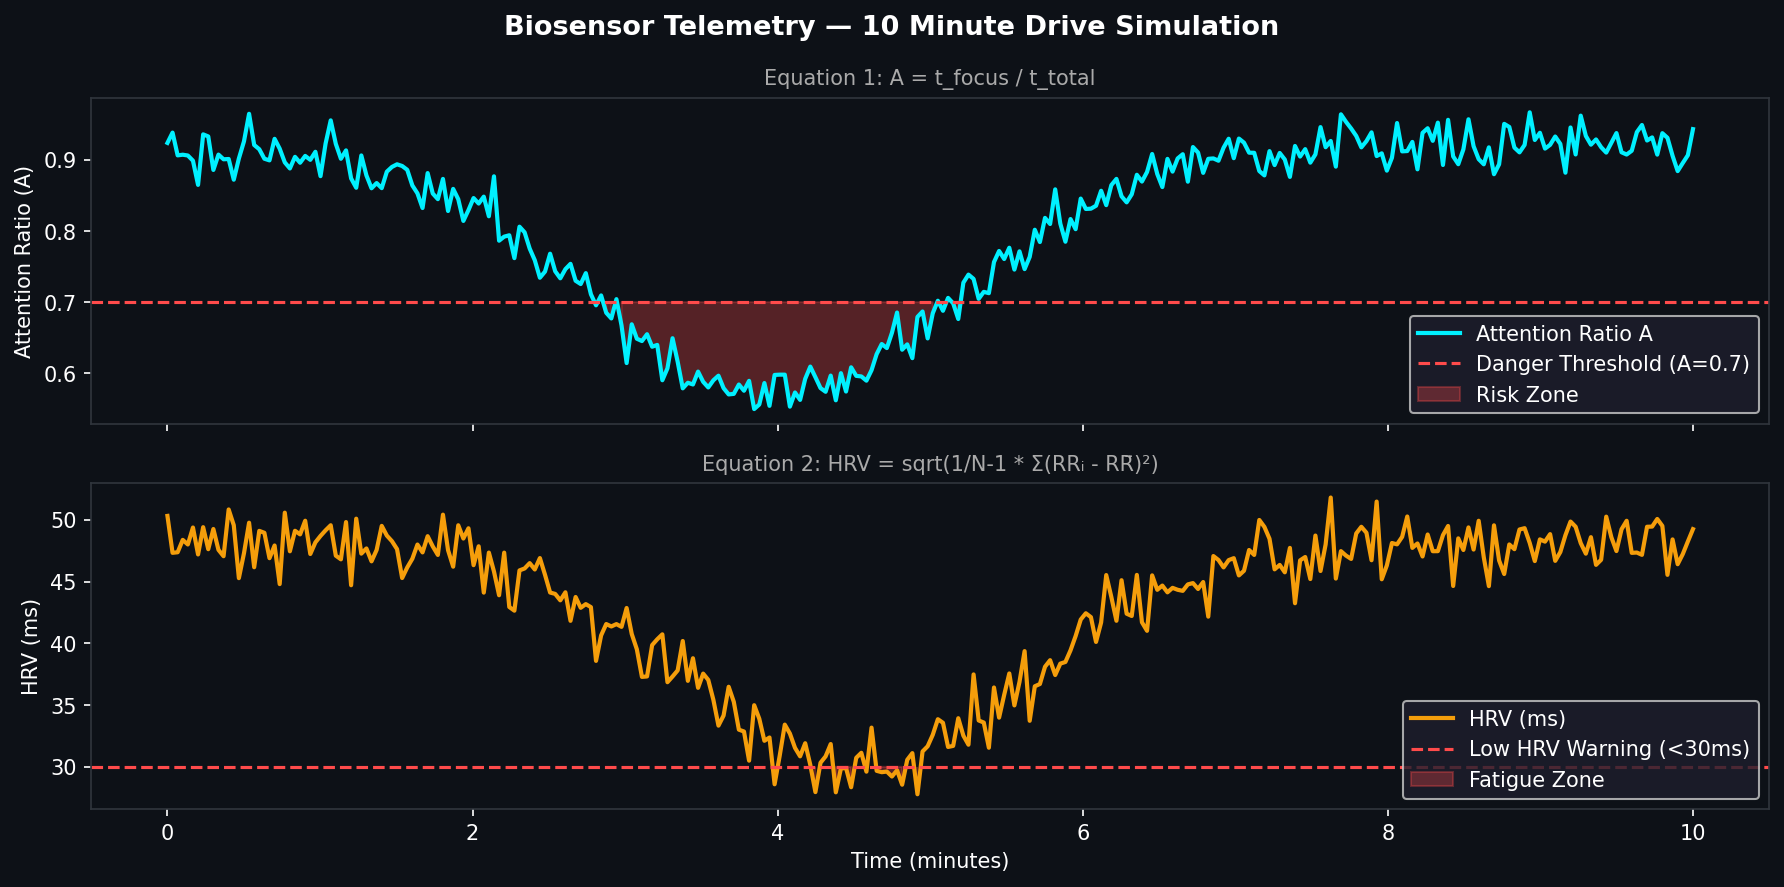 Biosensor Telemetry — 10 Minute Drive Simulation
Equation 1: A = t_focus / t_total
Attention Ratio (A)
0.9
0.8
0.7
0.6
Attention Ratio A
Danger Threshold (A=0.7)
Risk Zone
Equation 2: HRV = sqrt(1/N-1 * Σ(RRᵢ - RR̄)²)
HRV (ms)
50
45
40
35
30
HRV (ms)
Low HRV Warning (<30ms)
Fatigue Zone
0 2 4 6 8 10
Time (minutes)